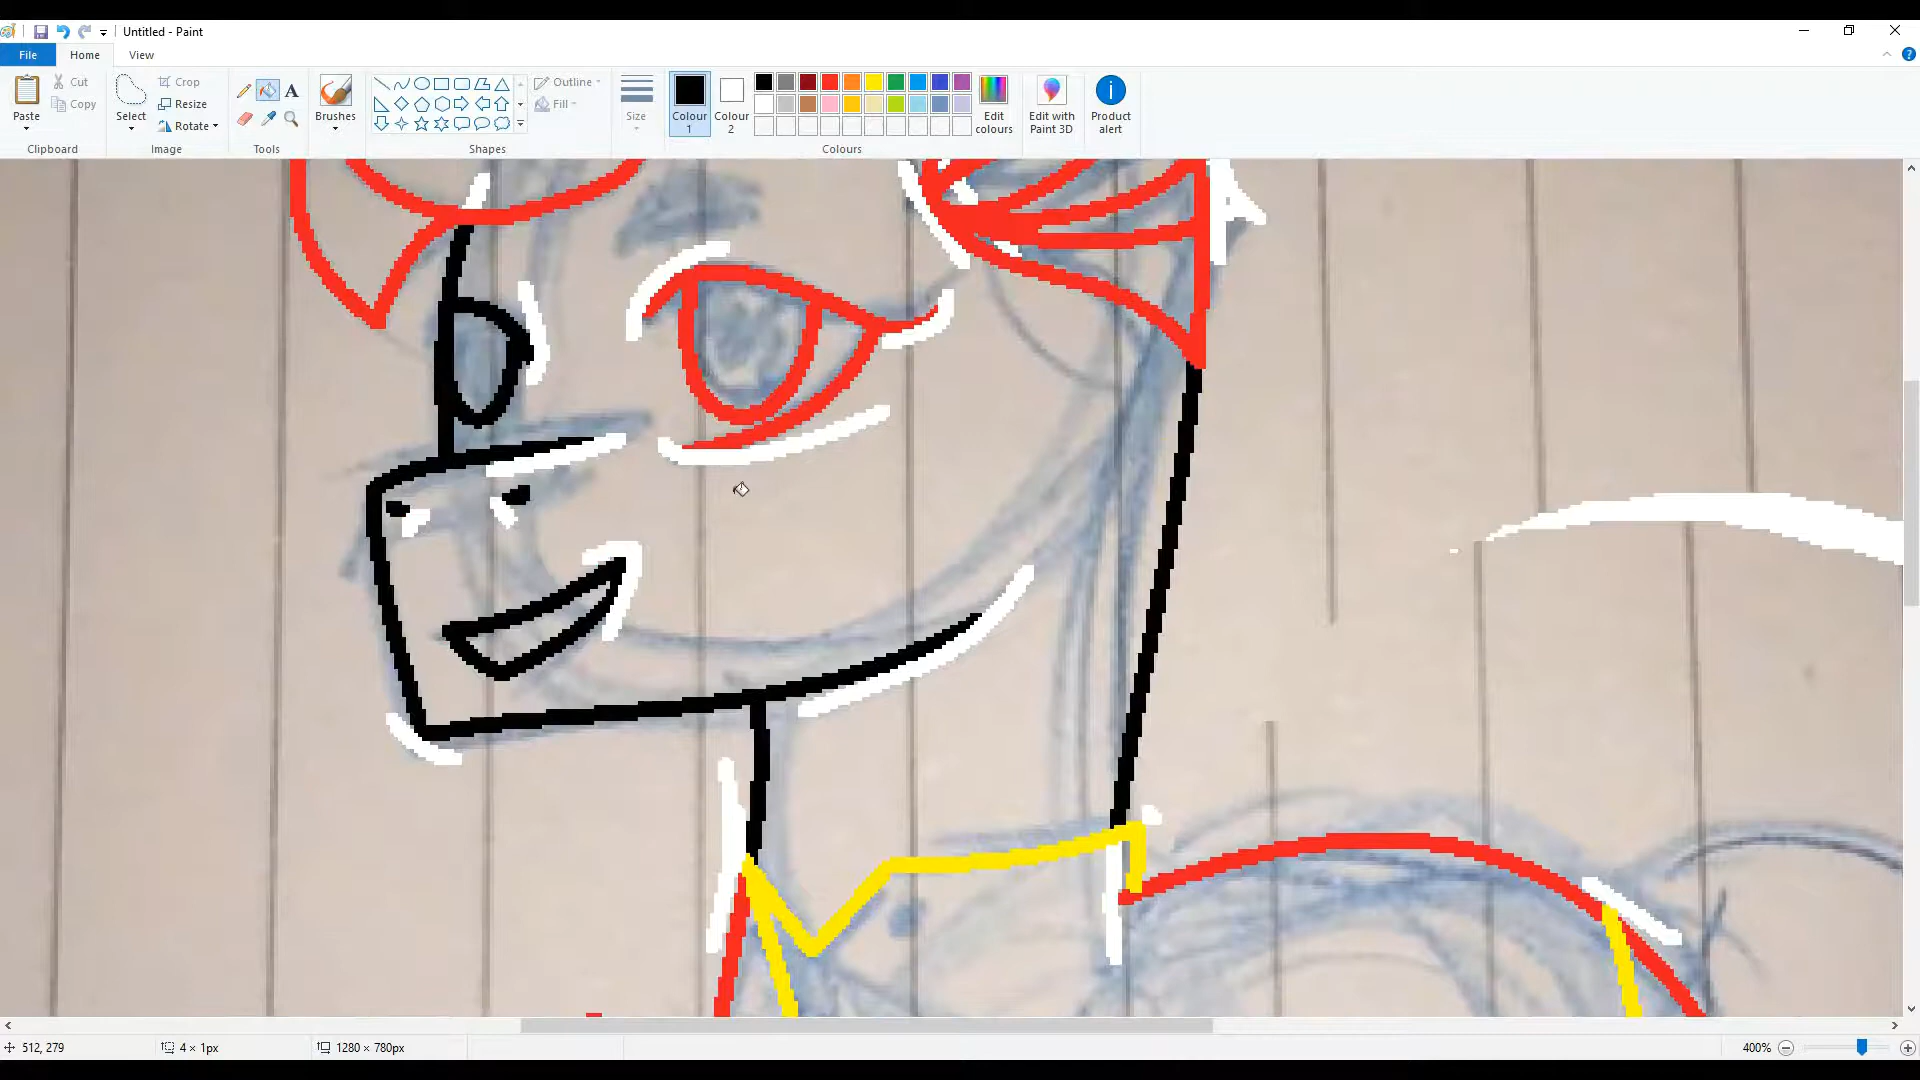 Untitled - Paint
File
Home
View
Paste
Cut
Copy
Clipboard
Select
Crop
Resize
Rotate
Image
A
Tools
Brushes
Outline
Fill
Shapes
Size
Colour 1
Colour 2
Edit colours
Colours
Edit with Paint 3D
Product alert
512, 279
4 × 1px
1280 × 780px
400%